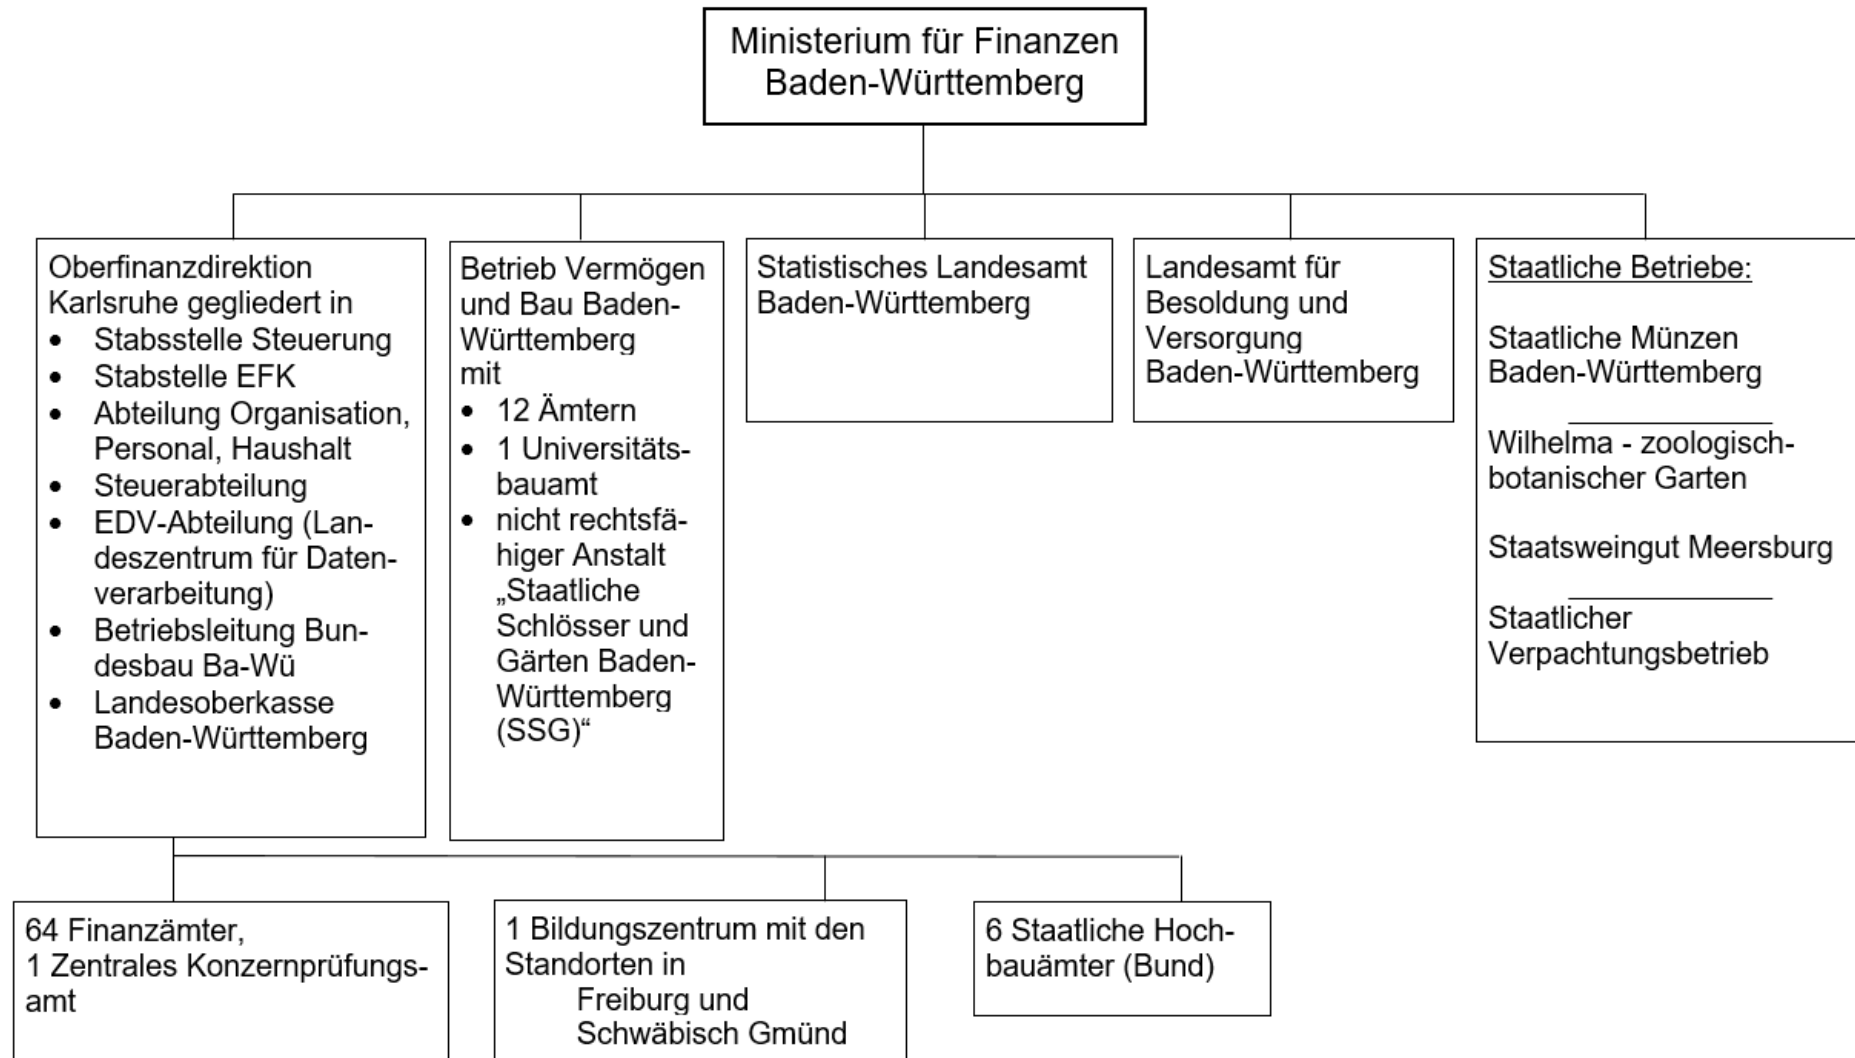 Ministerium für Finanzen
Baden-Württemberg
Oberfinanzdirektion
Karlsruhe gegliedert in
• Stabsstelle Steuerung
• Stabstelle EFK
• Abteilung Organisation,
Personal, Haushalt
• Steuerabteilung
• EDV-Abteilung (Lan-
deszentrum für Daten-
verarbeitung)
• Betriebsleitung Bun-
desbau Ba-Wü
• Landesoberkasse
Baden-Württemberg
Betrieb Vermögen
und Bau Baden-
Württemberg
mit
• 12 Ämtern
• 1 Universitäts-
bauamt
• nicht rechtsfä-
higer Anstalt
„Staatliche
Schlösser und
Gärten Baden-
Württemberg
(SSG)“
Statistisches Landesamt
Baden-Württemberg
Landesamt für
Besoldung und
Versorgung
Baden-Württemberg
Staatliche Betriebe:
Staatliche Münzen
Baden-Württemberg
Wilhelma - zoologisch-
botanischer Garten
Staatsweingut Meersburg
Staatlicher
Verpachtungsbetrieb
64 Finanzämter,
1 Zentrales Konzernprüfungs-
amt
1 Bildungszentrum mit den
Standorten in
Freiburg und
Schwäbisch Gmünd
6 Staatliche Hoch-
bauämter (Bund)